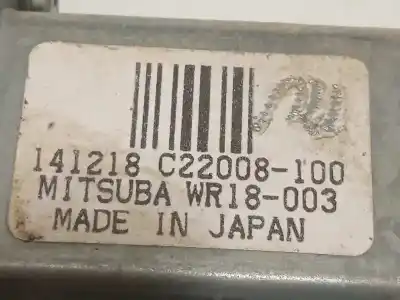 141218 C22008-100
MITSUBA WR18-003
MADE IN JAPAN